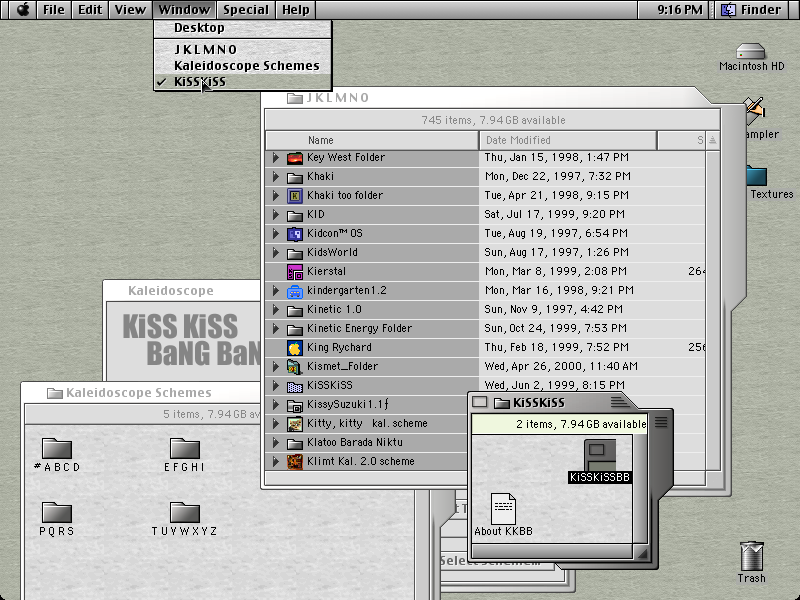 File Edit View Window Special Help 9:16 PM Finder
Desktop
J K L M N O
Kaleidoscope Schemes
KiSSKiSS
Macintosh HD
Textures
J K L M N O
745 items, 7.94 GB available
Name Date Modified S
Key West Folder Thu, Jan 15, 1998, 1:47 PM
Khaki Mon, Dec 22, 1997, 7:32 PM
Khaki too folder Tue, Apr 21, 1998, 9:15 PM
KID Sat, Jul 17, 1999, 9:20 PM
Kidcon™ OS Tue, Aug 19, 1997, 6:54 PM
KidsWorld Sun, Aug 17, 1997, 1:26 PM
Kierstal Mon, Mar 8, 1999, 2:08 PM 264
kindergarten1.2 Mon, Mar 16, 1998, 9:21 PM
Kinetic 1.0 Sun, Nov 9, 1997, 4:42 PM
Kinetic Energy Folder Sun, Oct 24, 1999, 7:53 PM
King Rychard Thu, Feb 18, 1999, 7:52 PM 256
Kismet_Folder Wed, Apr 26, 2000, 11:40 AM
KiSSKiSS Wed, Jun 2, 1999, 8:15 PM
KissySuzuki1.1ƒ
Kitty, kitty kal. scheme
Klatoo Barada Niktu
Klimt Kal. 2.0 scheme
Kaleidoscope
KiSS KiSS
BaNG BaN
Kaleidoscope Schemes
5 items, 7.94 GB av
# A B C D
E F G H I
P Q R S
T U V W X Y Z
KiSSKiSS
2 items, 7.94 GB available
KiSSKiSSBB
About KKBB
Select scheme...
Trash